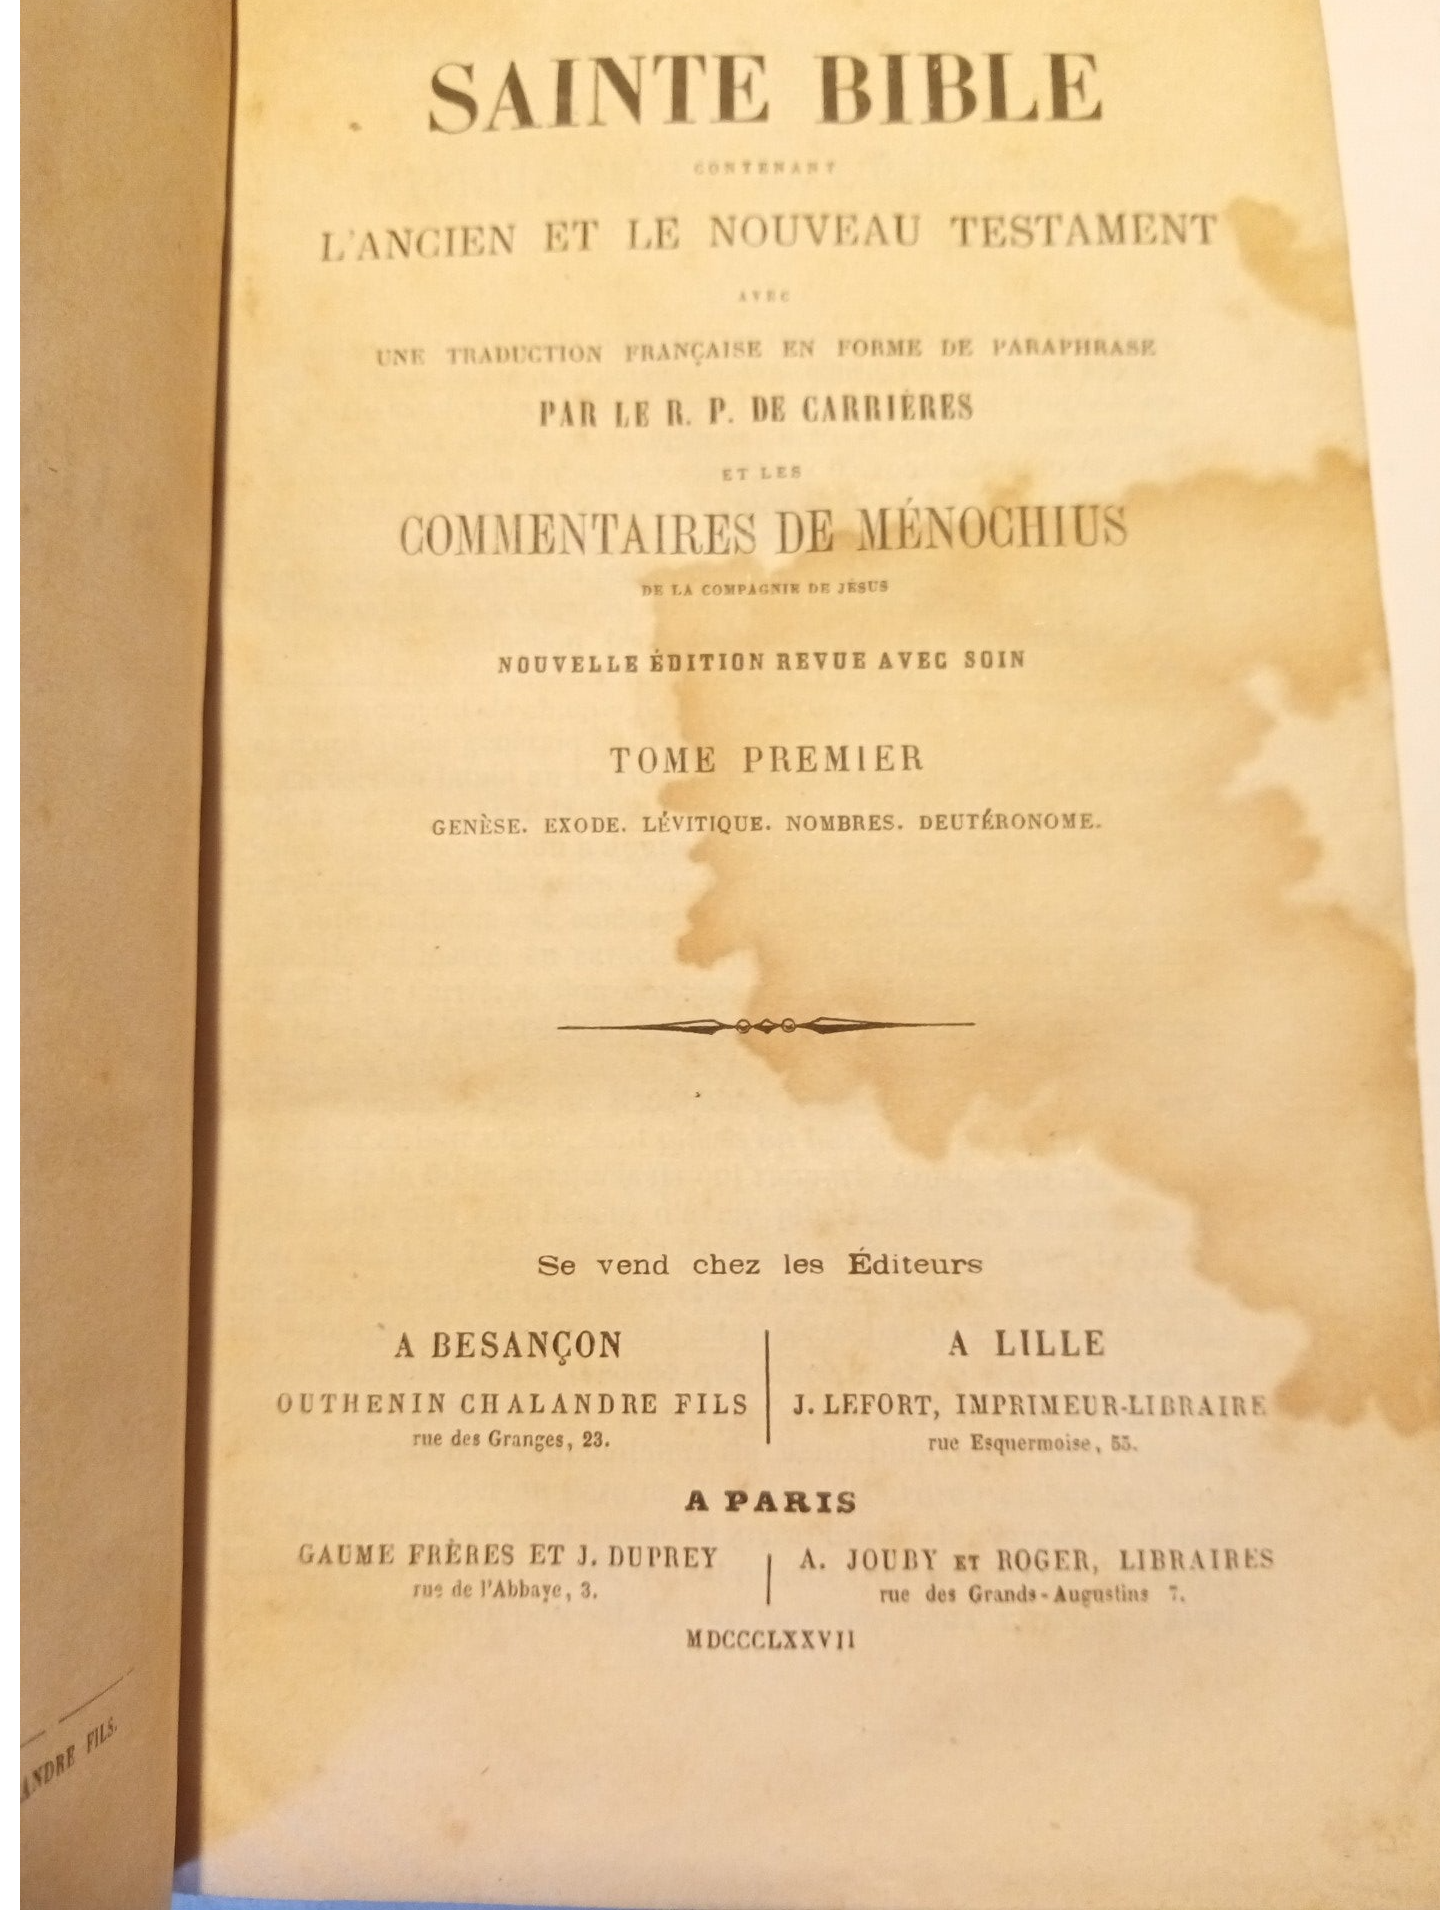 SAINTE BIBLE
CONTENANT
L'ANCIEN ET LE NOUVEAU TESTAMENT
AVEC
UNE TRADUCTION FRANÇAISE EN FORME DE PARAPHRASE
PAR LE R. P. DE CARRIÈRES
ET LES
COMMENTAIRES DE MÉNOCHIUS
DE LA COMPAGNIE DE JÉSUS
NOUVELLE ÉDITION REVUE AVEC SOIN
TOME PREMIER
GENÈSE. EXODE. LÉVITIQUE. NOMBRES. DEUTÉRONOME.
Se vend chez les Éditeurs
A BESANÇON
OUTHENIN CHALANDRE FILS
rue des Granges, 23.
A LILLE
J. LEFORT, IMPRIMEUR-LIBRAIRE
rue Esquermoise, 55.
A PARIS
GAUME FRÈRES ET J. DUPREY
rue de l'Abbaye, 3.
A. JOUBY ET ROGER, LIBRAIRES
rue des Grands-Augustins 7.
MDCCCLXXVII
ANDRE FILS.